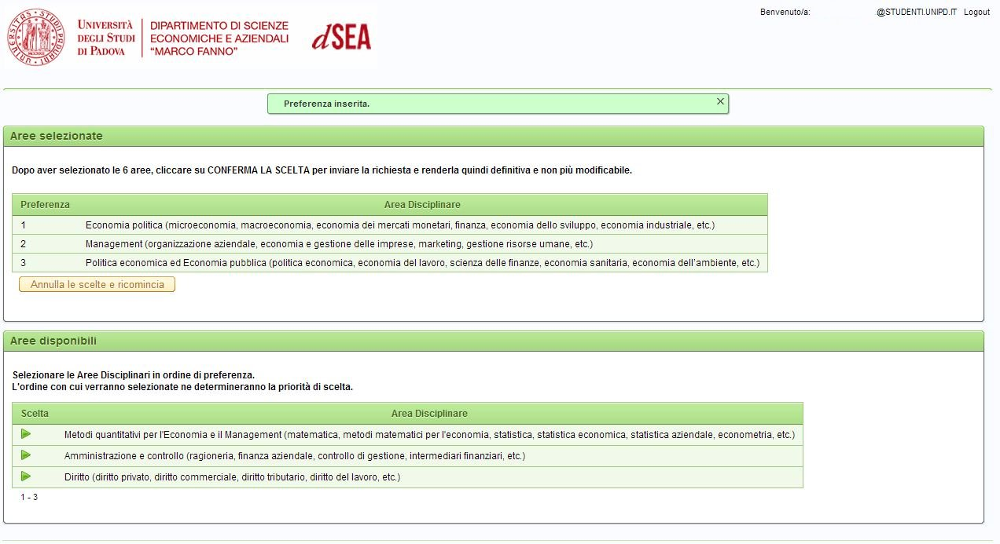 Benvenuto/a: @STUDENTI.UNIPD.IT Logout
UNIVERSITÀ
DEGLI STUDI
DI PADOVA
DIPARTIMENTO DI SCIENZE
ECONOMICHE E AZIENDALI
“MARCO FANNO”
dSEA
Preferenza inserita.
Aree selezionate
Dopo aver selezionato le 6 aree, cliccare su CONFERMA LA SCELTA per inviare la richiesta e renderla quindi definitiva e non più modificabile.
Preferenza Area Disciplinare
1 Economia politica (microeconomia, macroeconomia, economia dei mercati monetari, finanza, economia dello sviluppo, economia industriale, etc.)
2 Management (organizzazione aziendale, economia e gestione delle imprese, marketing, gestione risorse umane, etc.)
3 Politica economica ed Economia pubblica (politica economica, economia del lavoro, scienza delle finanze, economia sanitaria, economia dell'ambiente, etc.)
Annulla le scelte e ricomincia
Aree disponibili
Selezionare le Aree Disciplinari in ordine di preferenza.
L'ordine con cui verranno selezionate ne determineranno la priorità di scelta.
Scelta Area Disciplinare
Metodi quantitativi per l'Economia e il Management (matematica, metodi matematici per l'economia, statistica, statistica economica, statistica aziendale, econometria, etc.)
Amministrazione e controllo (ragioneria, finanza aziendale, controllo di gestione, intermediari finanziari, etc.)
Diritto (diritto privato, diritto commerciale, diritto tributario, diritto del lavoro, etc.)
1 - 3